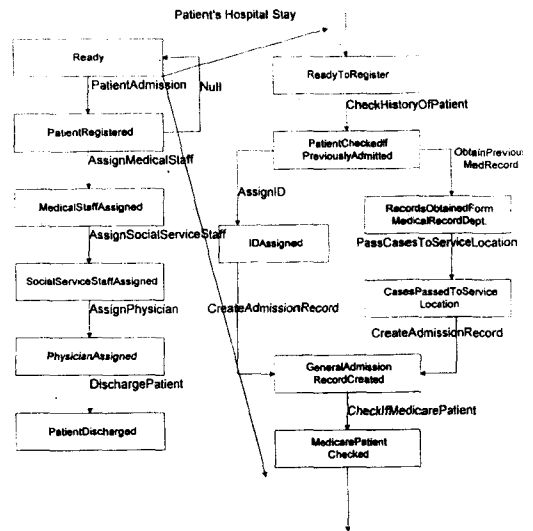 Patient's Hospital Stay
Ready
PatientAdmission
Null
PatientRegistered
AssignMedicalStaff
MedicalStaffAssigned
AssignSocialServiceStaff
SocialServiceStaffAssigned
AssignPhysician
PhysicianAssigned
DischargePatient
PatientDischarged
ReadyToRegister
CheckHistoryOfPatient
PatientCheckedIf
PreviouslyAdmitted
AssignID
ObtainPreviou
MedRecord
IDAssigned
RecordsObtainedForm
MedicalRecordDept.
PassCasesToServiceLocation
CasesPassedToService
Location
CreateAdmissionRecord
CreateAdmissionRecord
GeneralAdmission
RecordCreated
CheckIfMedicarePatient
MedicarePatient
Checked